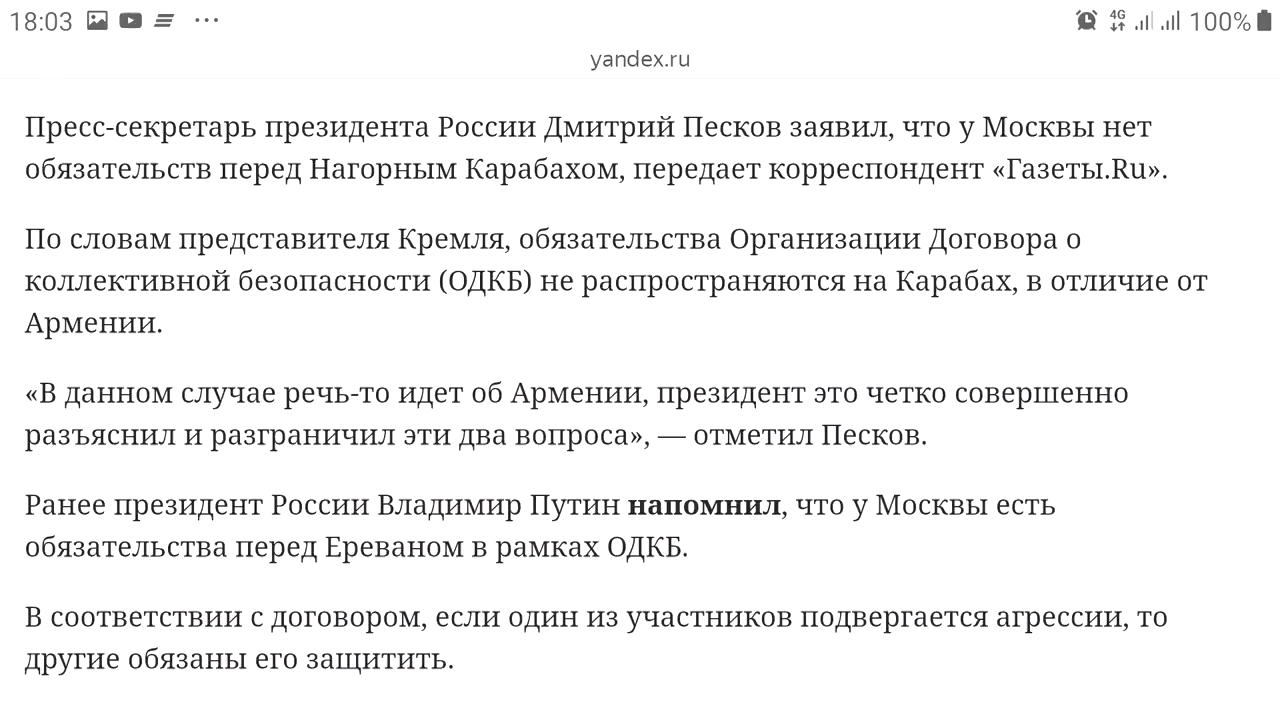 18:03 4G 100%
yandex.ru
Пресс-секретарь президента России Дмитрий Песков заявил, что у Москвы нет
обязательств перед Нагорным Карабахом, передает корреспондент «Газеты.Ru».
По словам представителя Кремля, обязательства Организации Договора о
коллективной безопасности (ОДКБ) не распространяются на Карабах, в отличие от
Армении.
«В данном случае речь-то идет об Армении, президент это четко совершенно
разъяснил и разграничил эти два вопроса», — отметил Песков.
Ранее президент России Владимир Путин напомнил, что у Москвы есть
обязательства перед Ереваном в рамках ОДКБ.
В соответствии с договором, если один из участников подвергается агрессии, то
другие обязаны его защитить.